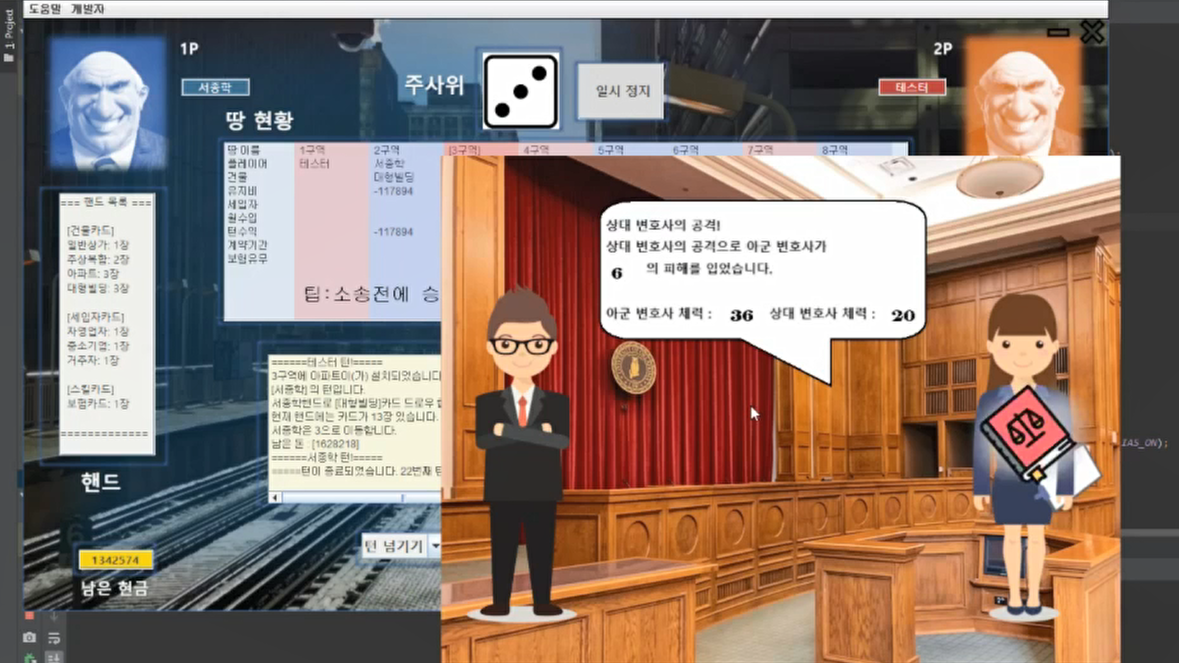 1: Project
도움말 개발자
1P
서종학
주사위
일시 정지
2P
테스터
땅 현황
땅 이름 1구역 2구역 [3구역] 4구역 5구역 6구역 7구역 8구역
플레이어 테스터 서종학
건물 대형빌딩
유지비 -117894
세입자
월수입
턴수익 -117894
계약기간
보험유무
팁:소송전에 승
=== 핸드 목록 ===
[건물카드]
일반상가: 1장
주상복합: 2장
아파트: 3장
대형빌딩: 3장
[세입자카드]
자영업자: 1장
중소기업: 1장
거주자: 1장
[스킬카드]
보험카드: 1장
=============
핸드
1342574
남은 현금
======테스터 턴!=====
3구역에 아파트이(가) 설치되었습니다
[서종학] 의 턴입니다.
서종학핸드로 [대형빌딩]카드 드로우
현재 핸드에는 카드가 13장 있습니다.
서종학은 3으로 이동합니다.
남은 돈 : [1628218]
======서종학 턴!=====
=====턴이 종료되었습니다. 22번째 턴
턴 넘기기
상대 변호사의 공격!
상대 변호사의 공격으로 아군 변호사가
6 의 피해를 입었습니다.
아군 변호사 체력 : 36 상대 변호사 체력 : 20
IAS_ON);